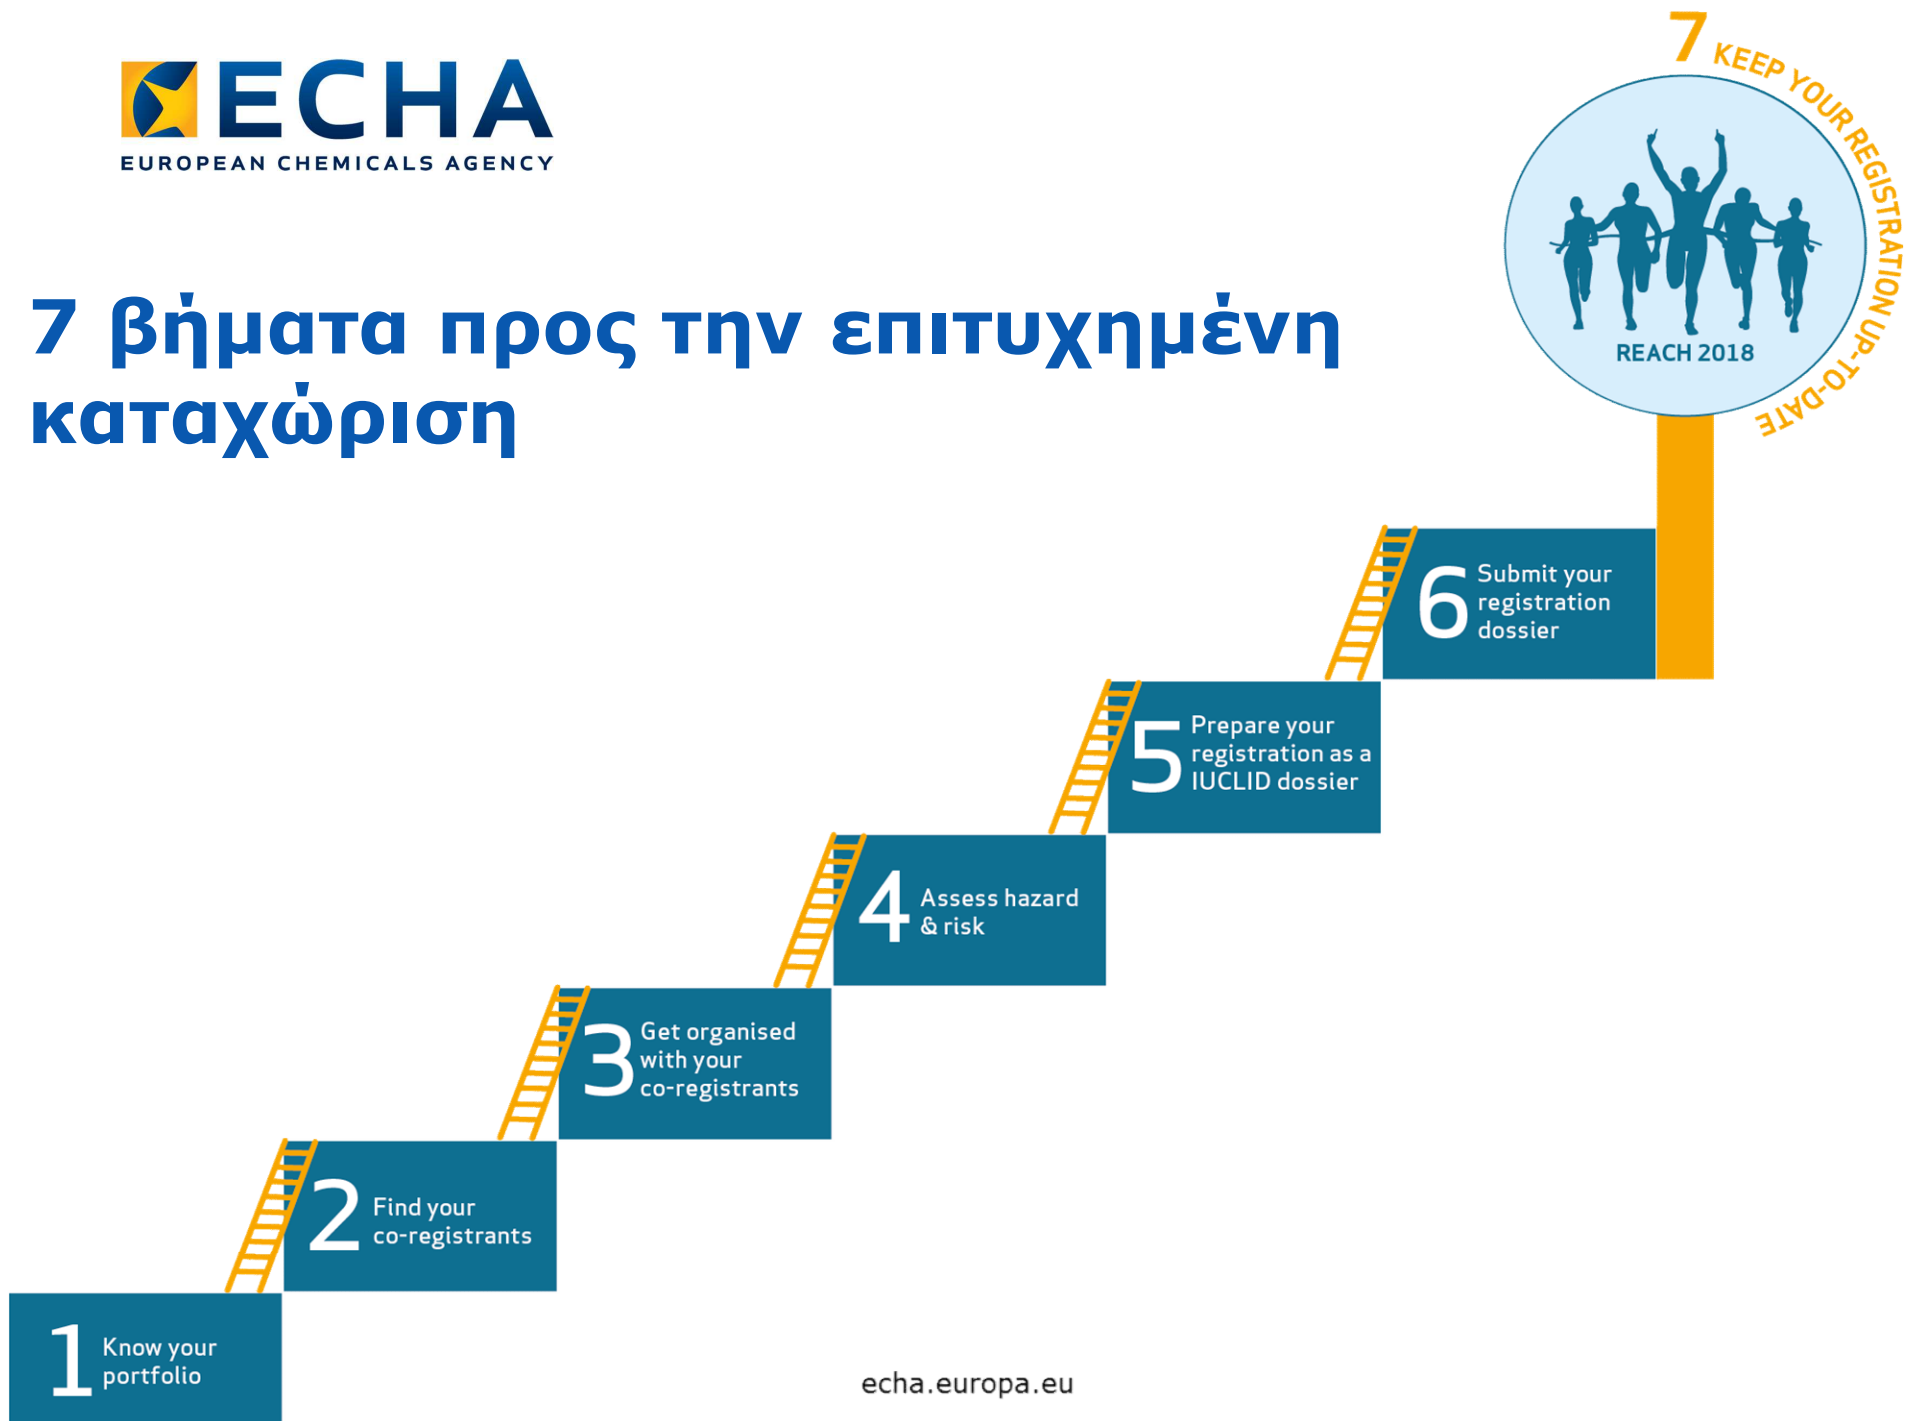 ECHA
EUROPEAN CHEMICALS AGENCY
7 KEEP YOUR REGISTRATION UP-TO-DATE
REACH 2018
7 βήματα προς την επιτυχημένη
καταχώριση
6 Submit your
registration
dossier
5 Prepare your
registration as a
IUCLID dossier
4 Assess hazard
& risk
3 Get organised
with your
co-registrants
2 Find your
co-registrants
1 Know your
portfolio
echa.europa.eu